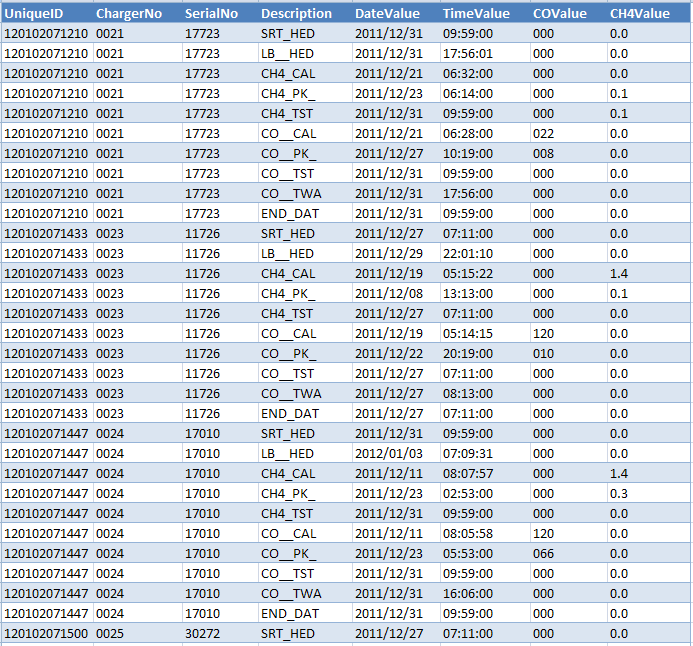 UniqueID ChargerNo SerialNo Description DateValue TimeValue COValue CH4Value
120102071210 0021 17723 SRT_HED 2011/12/31 09:59:00 000 0.0
120102071210 0021 17723 LB__HED 2011/12/31 17:56:01 000 0.0
120102071210 0021 17723 CH4_CAL 2011/12/21 06:32:00 000 0.0
120102071210 0021 17723 CH4_PK_ 2011/12/23 06:14:00 000 0.1
120102071210 0021 17723 CH4_TST 2011/12/31 09:59:00 000 0.1
120102071210 0021 17723 CO__CAL 2011/12/21 06:28:00 022 0.0
120102071210 0021 17723 CO__PK_ 2011/12/27 10:19:00 008 0.0
120102071210 0021 17723 CO__TST 2011/12/31 09:59:00 000 0.0
120102071210 0021 17723 CO__TWA 2011/12/31 17:56:00 000 0.0
120102071210 0021 17723 END_DAT 2011/12/31 09:59:00 000 0.0
120102071433 0023 11726 SRT_HED 2011/12/27 07:11:00 000 0.0
120102071433 0023 11726 LB__HED 2011/12/29 22:01:10 000 0.0
120102071433 0023 11726 CH4_CAL 2011/12/19 05:15:22 000 1.4
120102071433 0023 11726 CH4_PK_ 2011/12/08 13:13:00 000 0.1
120102071433 0023 11726 CH4_TST 2011/12/27 07:11:00 000 0.0
120102071433 0023 11726 CO__CAL 2011/12/19 05:14:15 120 0.0
120102071433 0023 11726 CO__PK_ 2011/12/22 20:19:00 010 0.0
120102071433 0023 11726 CO__TST 2011/12/27 07:11:00 000 0.0
120102071433 0023 11726 CO__TWA 2011/12/27 08:13:00 000 0.0
120102071433 0023 11726 END_DAT 2011/12/27 07:11:00 000 0.0
120102071447 0024 17010 SRT_HED 2011/12/31 09:59:00 000 0.0
120102071447 0024 17010 LB__HED 2012/01/03 07:09:31 000 0.0
120102071447 0024 17010 CH4_CAL 2011/12/11 08:07:57 000 1.4
120102071447 0024 17010 CH4_PK_ 2011/12/23 02:53:00 000 0.3
120102071447 0024 17010 CH4_TST 2011/12/31 09:59:00 000 0.0
120102071447 0024 17010 CO__CAL 2011/12/11 08:05:58 120 0.0
120102071447 0024 17010 CO__PK_ 2011/12/23 05:53:00 066 0.0
120102071447 0024 17010 CO__TST 2011/12/31 09:59:00 000 0.0
120102071447 0024 17010 CO__TWA 2011/12/31 16:06:00 000 0.0
120102071447 0024 17010 END_DAT 2011/12/31 09:59:00 000 0.0
120102071500 0025 30272 SRT_HED 2011/12/27 07:11:00 000 0.0